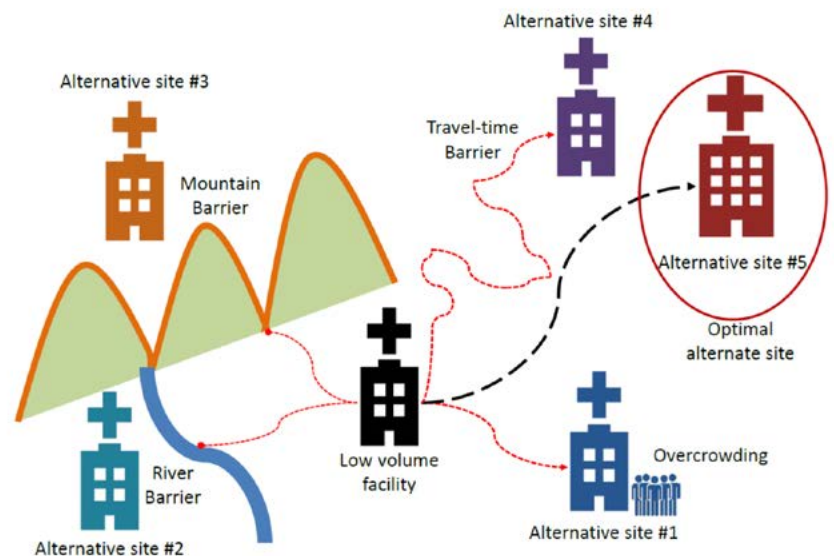 Alternative site #4
Alternative site #3
Travel-time
Barrier
Mountain
Barrier
Alternative site #5
Optimal
alternate site
Low volume
facility
Overcrowding
River
Barrier
Alternative site #1
Alternative site #2